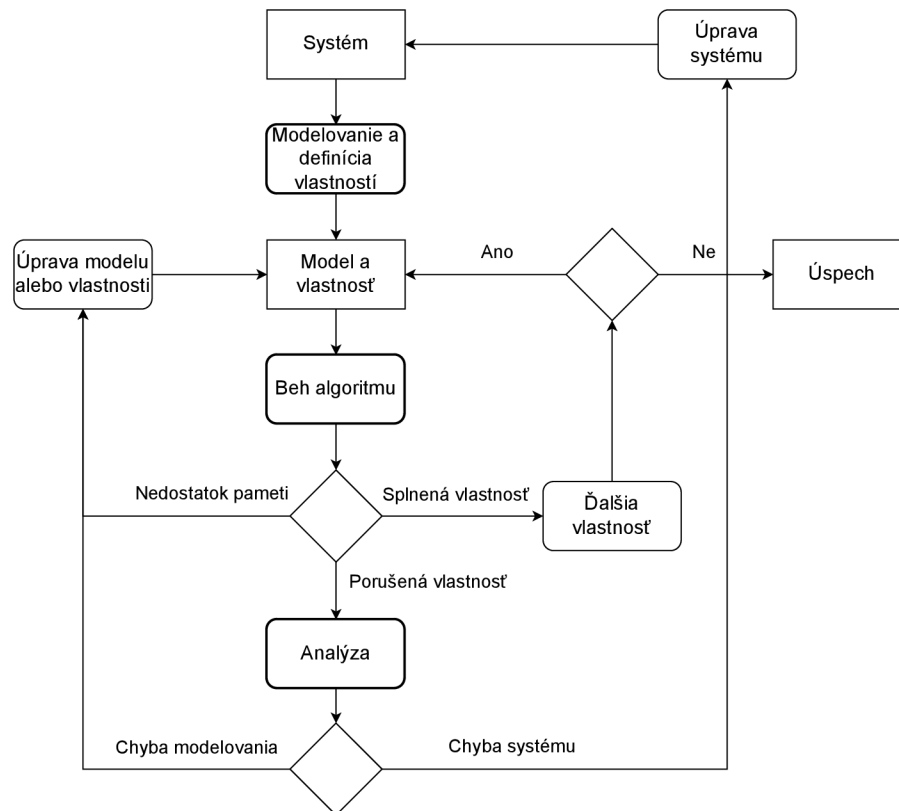 Systém
Úprava
systému
Modelovanie a
definícia
vlastností
Úprava modelu
alebo vlastnosti
Model a
vlastnosť
Ano
Ne
Úspech
Beh algoritmu
Nedostatok pameti
Splnená vlastnosť
Ďalšia
vlastnosť
Porušená vlastnosť
Analýza
Chyba modelovania
Chyba systému